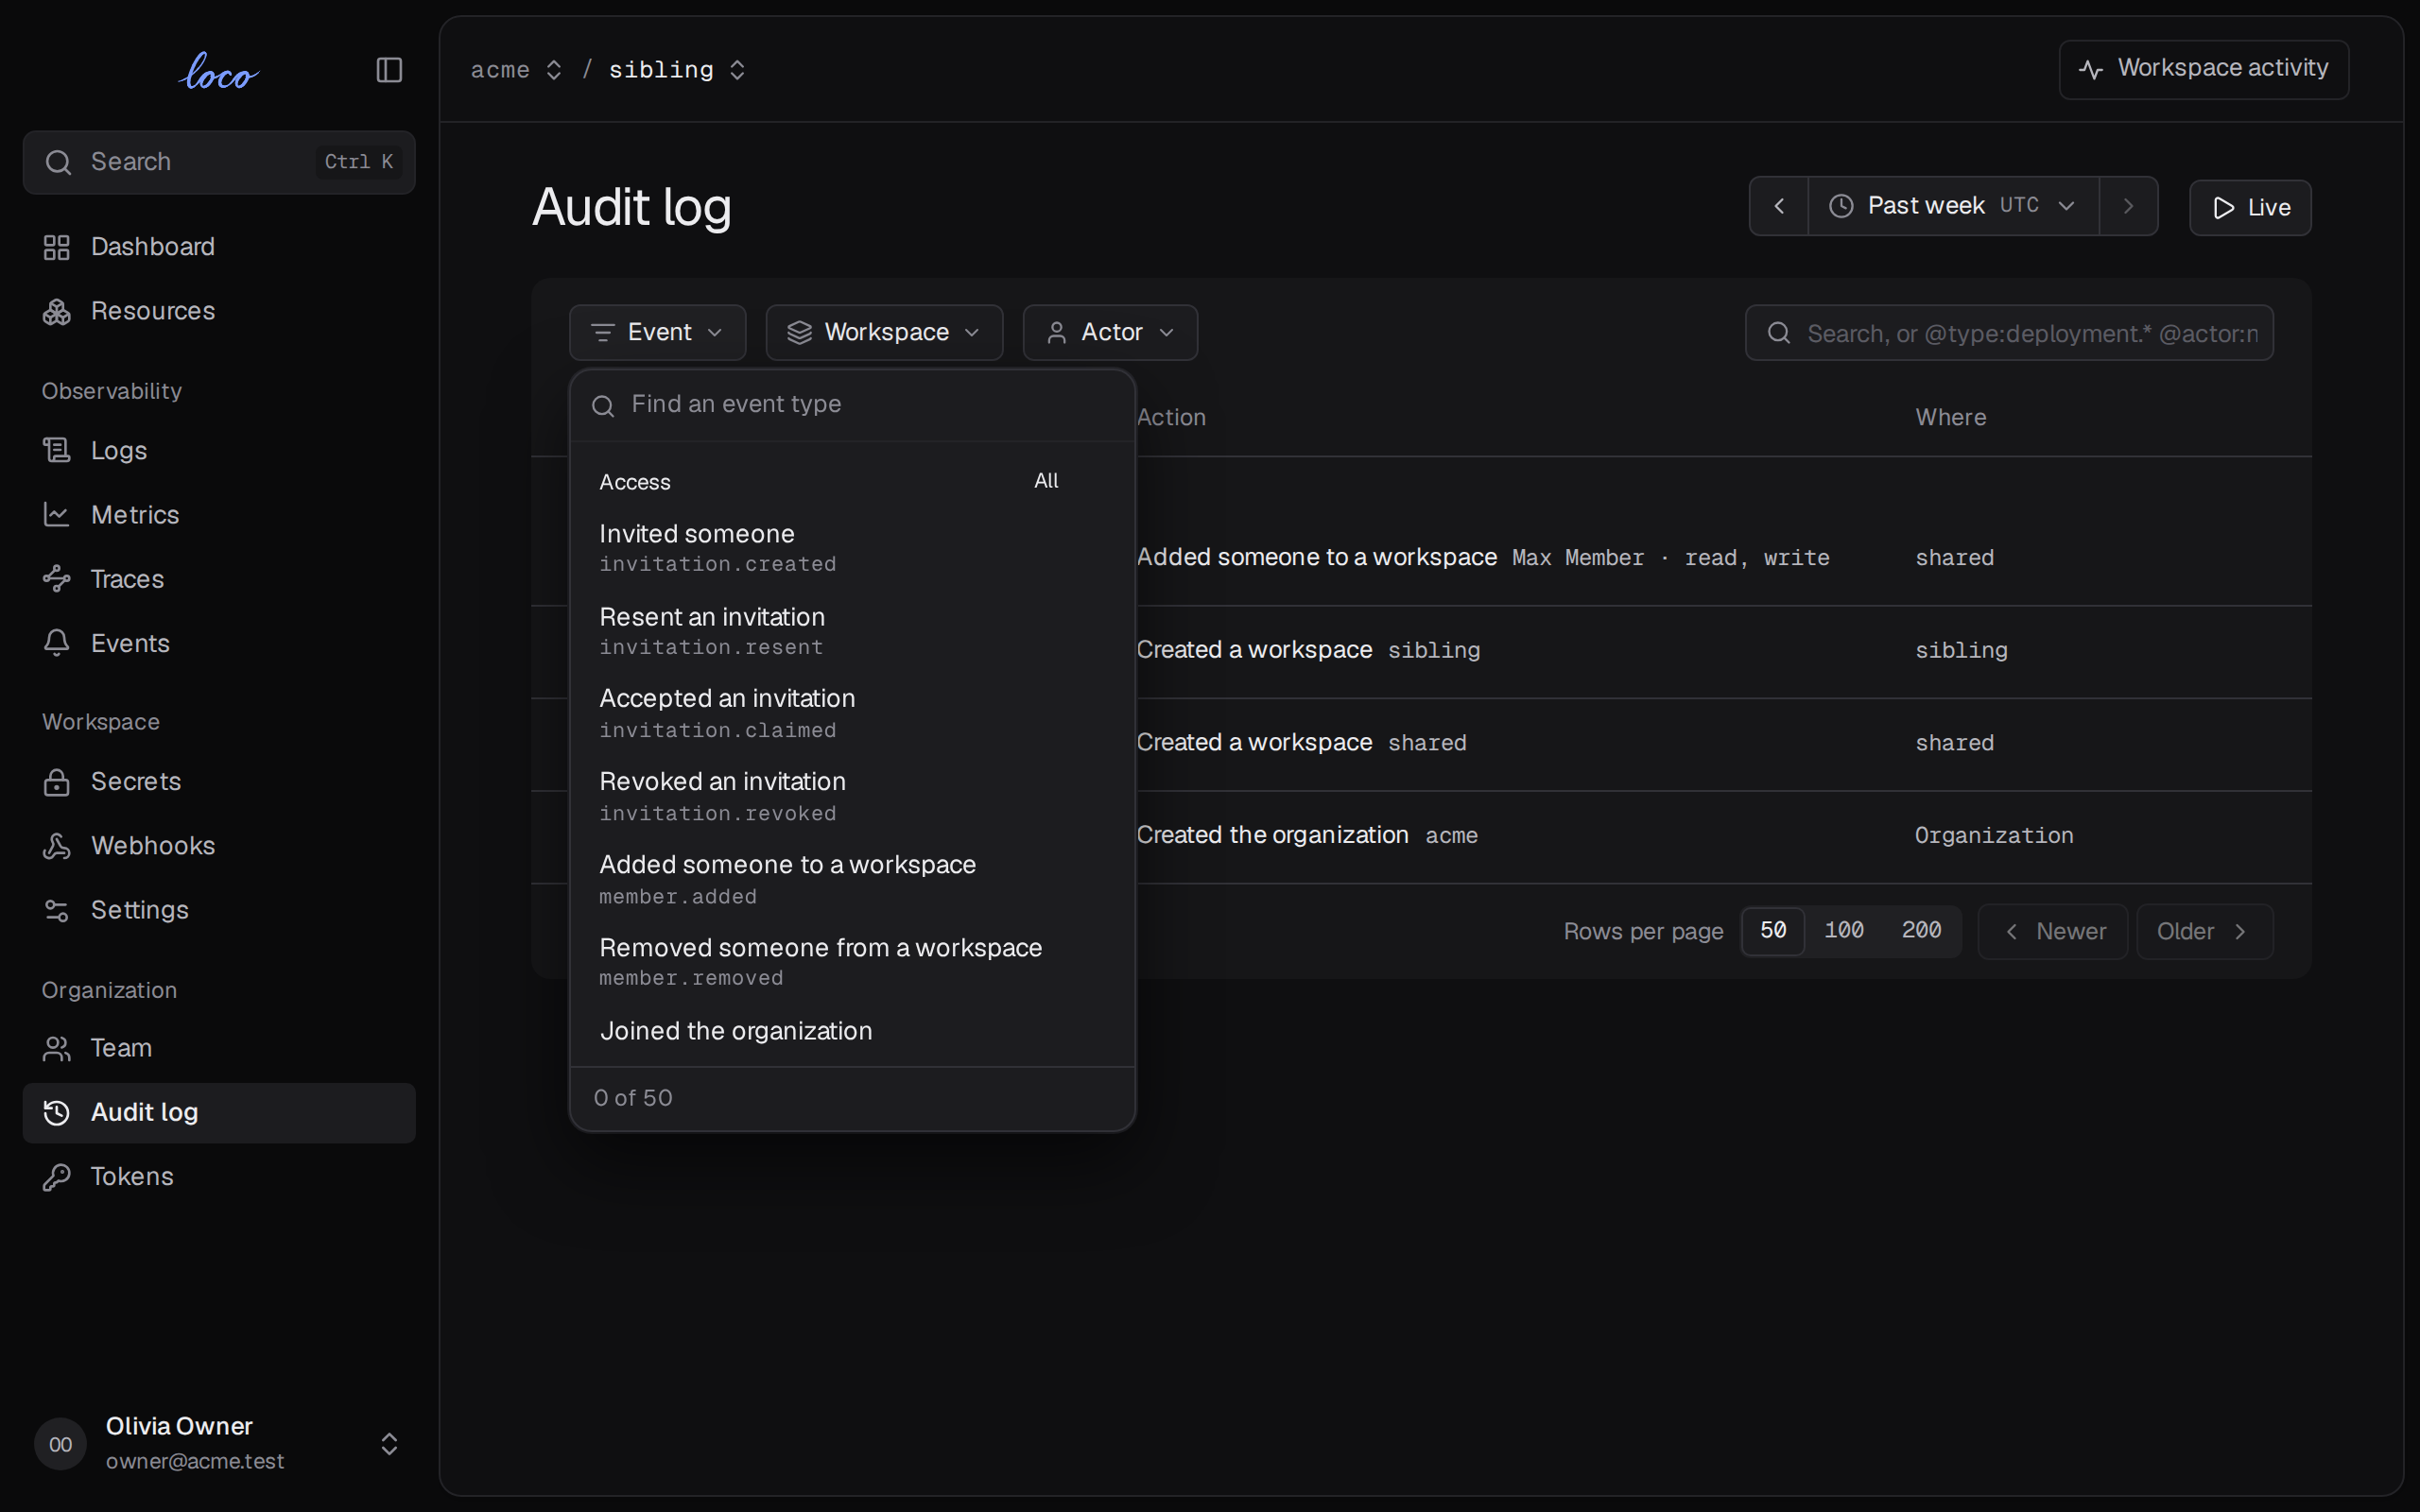 loco
Search Ctrl K
Dashboard
Resources
Observability
Logs
Metrics
Traces
Events
Workspace
Secrets
Webhooks
Settings
Organization
Team
Audit log
Tokens
OO Olivia Owner
owner@acme.test
acme / sibling
Workspace activity
Audit log
Past week UTC
Live
Event Workspace Actor
Search, or @type:deployment.* @actor:n
Find an event type
Access All
Invited someone
invitation.created
Resent an invitation
invitation.resent
Accepted an invitation
invitation.claimed
Revoked an invitation
invitation.revoked
Added someone to a workspace
member.added
Removed someone from a workspace
member.removed
Joined the organization
0 of 50
Action Where
Added someone to a workspace Max Member · read, write shared
Created a workspace sibling sibling
Created a workspace shared shared
Created the organization acme Organization
Rows per page 50 100 200 Newer Older